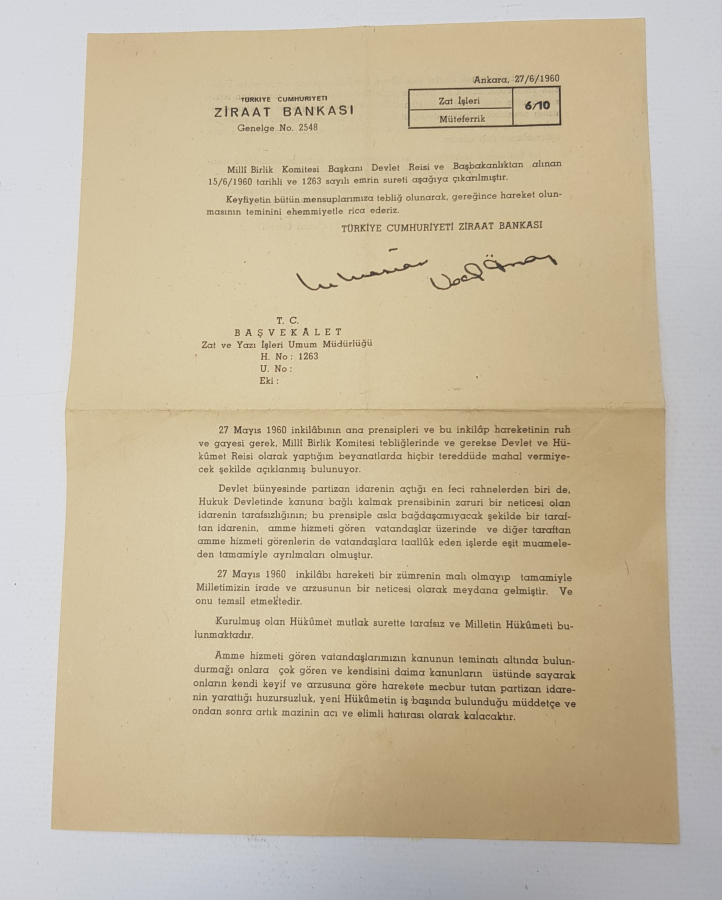 Ankara, 27/6/1960
TÜRKİYE CUMHURİYETİ
ZİRAAT BANKASI
Genelge No. 2548
Zat İşleri
Müteferrik
6/10
Millî Birlik Komitesi Başkanı Devlet Reisi ve Başbakanlıktan alınan
15/6/1960 tarihli ve 1263 sayılı emrin sureti aşağıya çıkarılmıştır.
Keyfiyetin bütün mensuplarımıza tebliğ olunarak, gereğince hareket olun-
masının teminini ehemmiyetle rica ederiz.
TÜRKİYE CUMHURİYETİ ZİRAAT BANKASI
T. C.
BAŞVEKÂLET
Zat ve Yazı İşleri Umum Müdürlüğü
H. No : 1263
U. No :
Eki :
27 Mayıs 1960 inkilâbının ana prensipleri ve bu inkilâp hareketinin ruh
ve gayesi gerek, Millî Birlik Komitesi tebliğlerinde ve gerekse Devlet ve Hü-
kûmet Reisi olarak yaptığım beyanatlarda hiçbir tereddüde mahal vermiye-
cek şekilde açıklanmış bulunuyor.
Devlet bünyesinde partizan idarenin açtığı en feci rahnelerden biri de,
Hukuk Devletinde kanuna bağlı kalmak prensibinin zaruri bir neticesi olan
idarenin tarafsızlığının; bu prensiple asla bağdaşamıyacak şekilde bir taraf-
tan idarenin, amme hizmeti gören vatandaşlar üzerinde ve diğer taraftan
amme hizmeti görenlerin de vatandaşlara taallûk eden işlerde eşit muamele-
den tamamiyle ayrılmaları olmuştur.
27 Mayıs 1960 inkilâbı hareketi bir zümrenin malı olmayıp tamamiyle
Milletimizin irade ve arzusunun bir neticesi olarak meydana gelmiştir. Ve
onu temsil etmektedir.
Kurulmuş olan Hükûmet mutlak surette tarafsız ve Milletin Hükûmeti bu-
lunmaktadır.
Amme hizmeti gören vatandaşlarımızın kanunun teminatı altında bulun-
durmağı onlara çok gören ve kendisini daima kanunların üstünde sayarak
onların kendi keyif ve arzusuna göre harekete mecbur tutan partizan idare-
nin yarattığı huzursuzluk, yeni Hükûmetin iş başında bulunduğu müddetçe ve
ondan sonra artık mazinin acı ve elimli hatırası olarak kalacaktır.